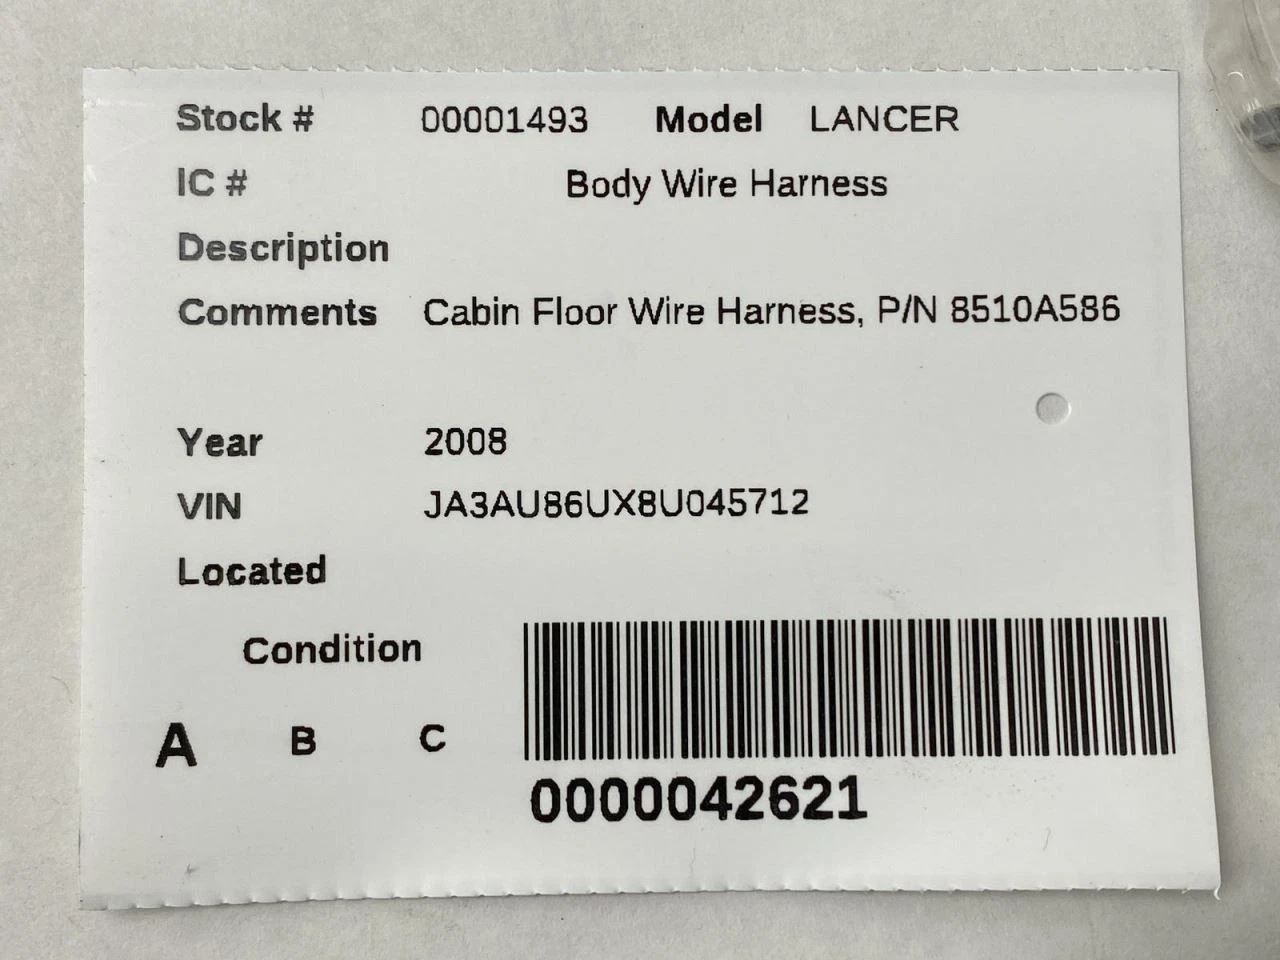 Stock # 00001493 Model LANCER
IC # Body Wire Harness
Description
Comments Cabin Floor Wire Harness, P/N 8510A586
Year 2008
VIN JA3AU86UX8U045712
Located
Condition
A B C
0000042621